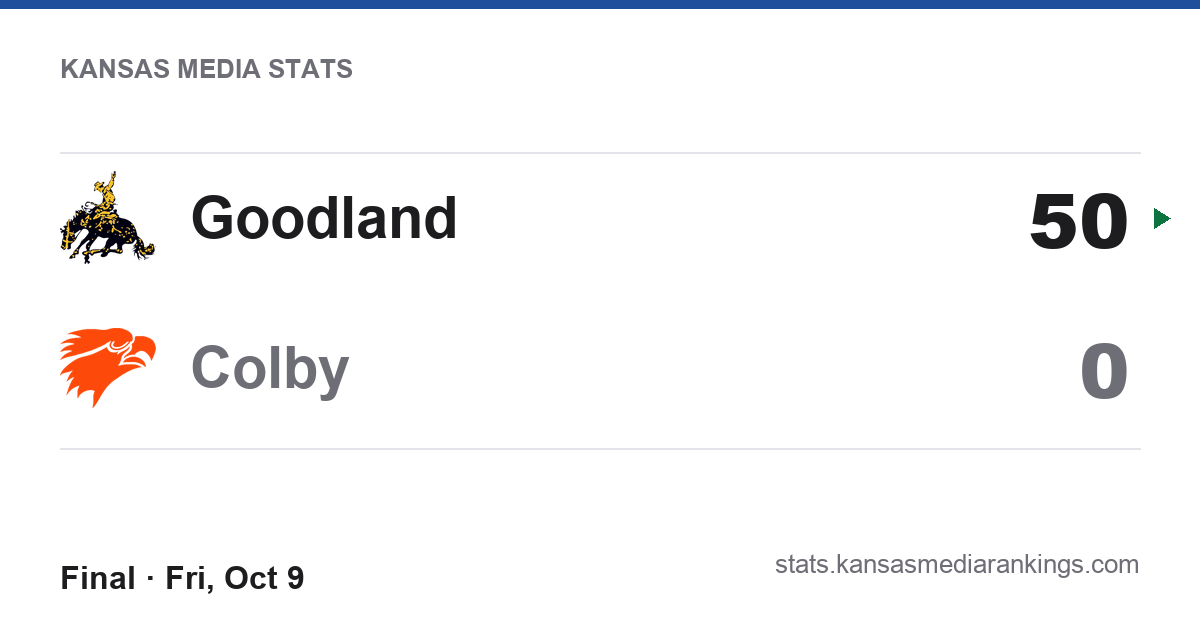 KANSAS MEDIA STATS
Goodland 50
Colby 0
Final · Fri, Oct 9
stats.kansasmediarankings.com